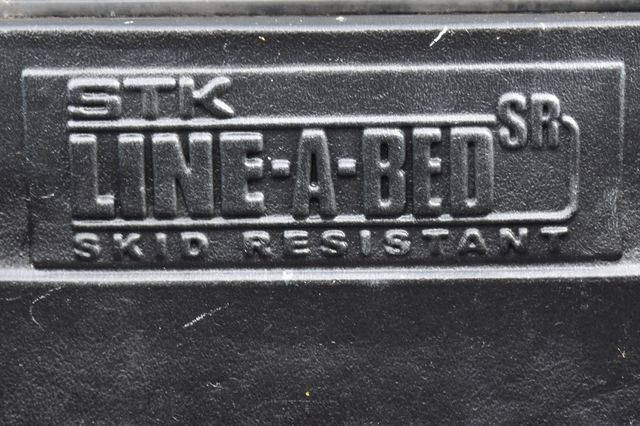 STK
LINE-A-BED SR
SKID RESISTANT